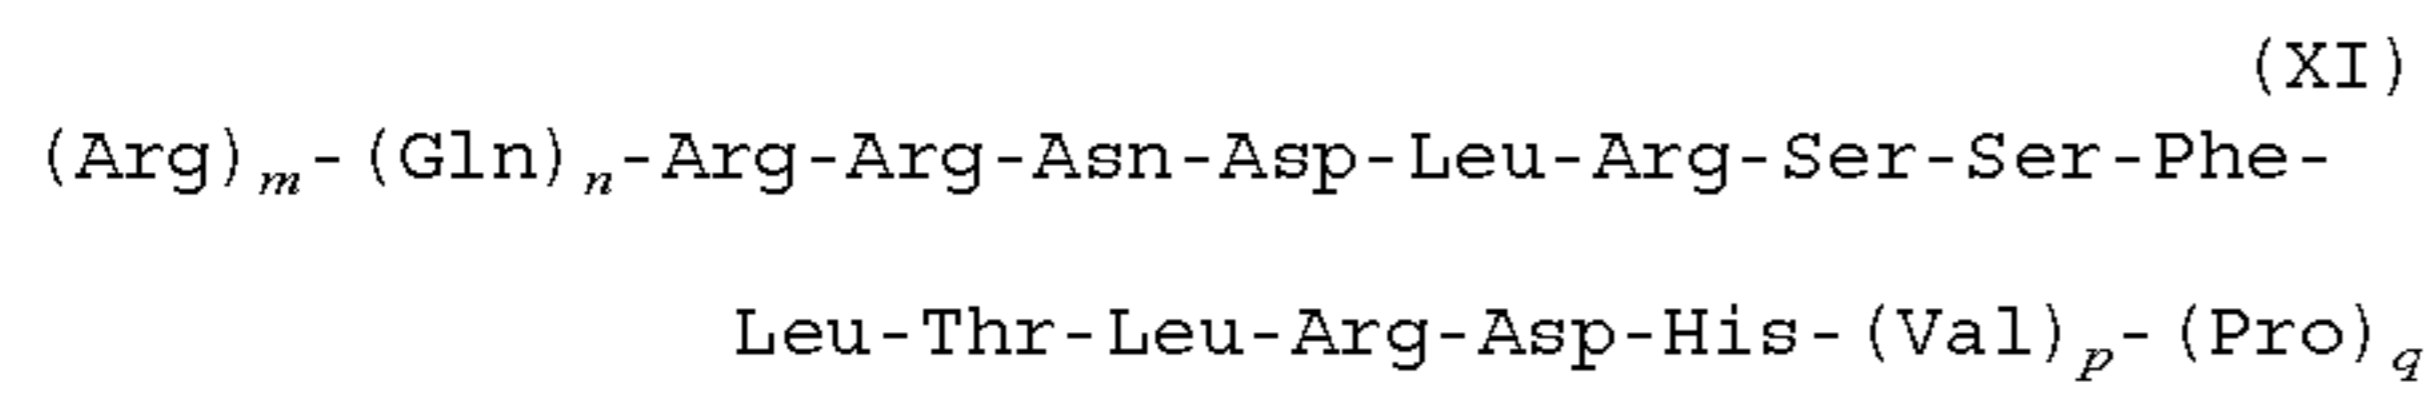 (XI)
(Arg)m-(Gln)n-Arg-Arg-Asn-Asp-Leu-Arg-Ser-Ser-Phe-
Leu-Thr-Leu-Arg-Asp-His-(Val)p-(Pro)q